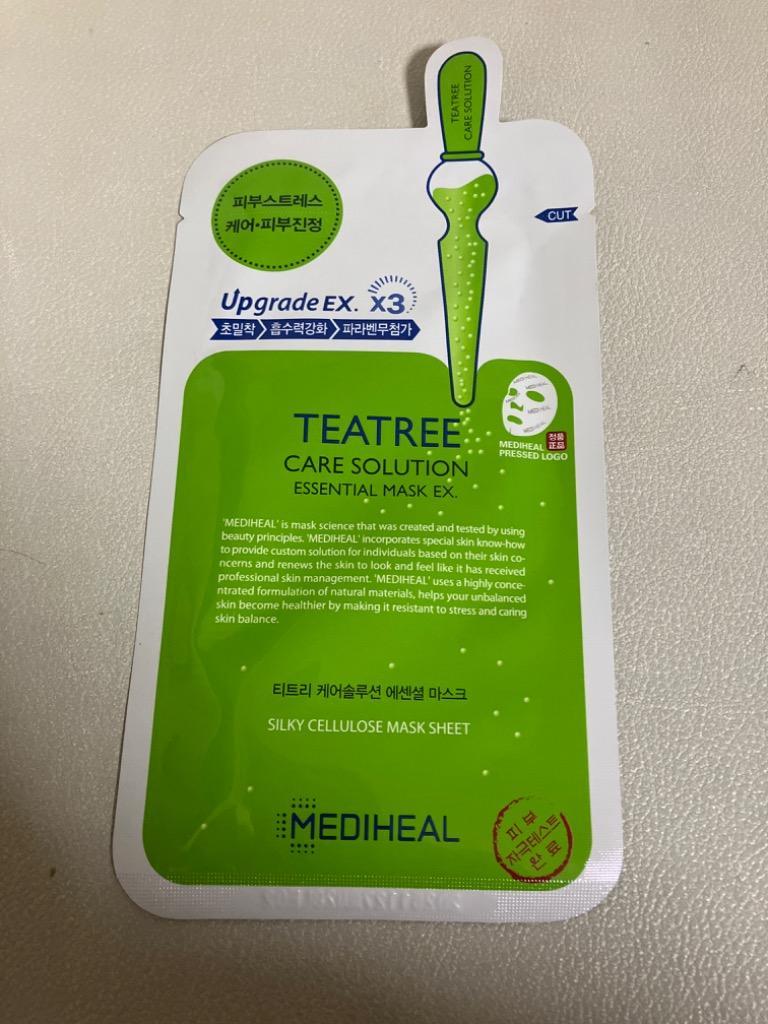 TEATREE
CARE SOLUTION
피부스트레스
케어•피부진정
CUT
Upgrade EX. x3
초밀착 흡수력강화 파라벤무첨가
MEDIHEAL
MEDIHEAL
MEDIHEAL
MEDIHEAL
PRESSED LOGO
정품
正品
TEATREE
CARE SOLUTION
ESSENTIAL MASK EX.
'MEDIHEAL' is mask science that was created and tested by using
beauty principles. 'MEDIHEAL' incorporates special skin know-how
to provide custom solution for individuals based on their skin co-
ncerns and renews the skin to look and feel like it has received
professional skin management. 'MEDIHEAL' uses a highly conce-
ntrated formulation of natural materials, helps your unbalanced
skin become healthier by making it resistant to stress and caring
skin balance.
티트리 케어솔루션 에센셜 마스크
SILKY CELLULOSE MASK SHEET
MEDIHEAL
피부
자극테스트
완료